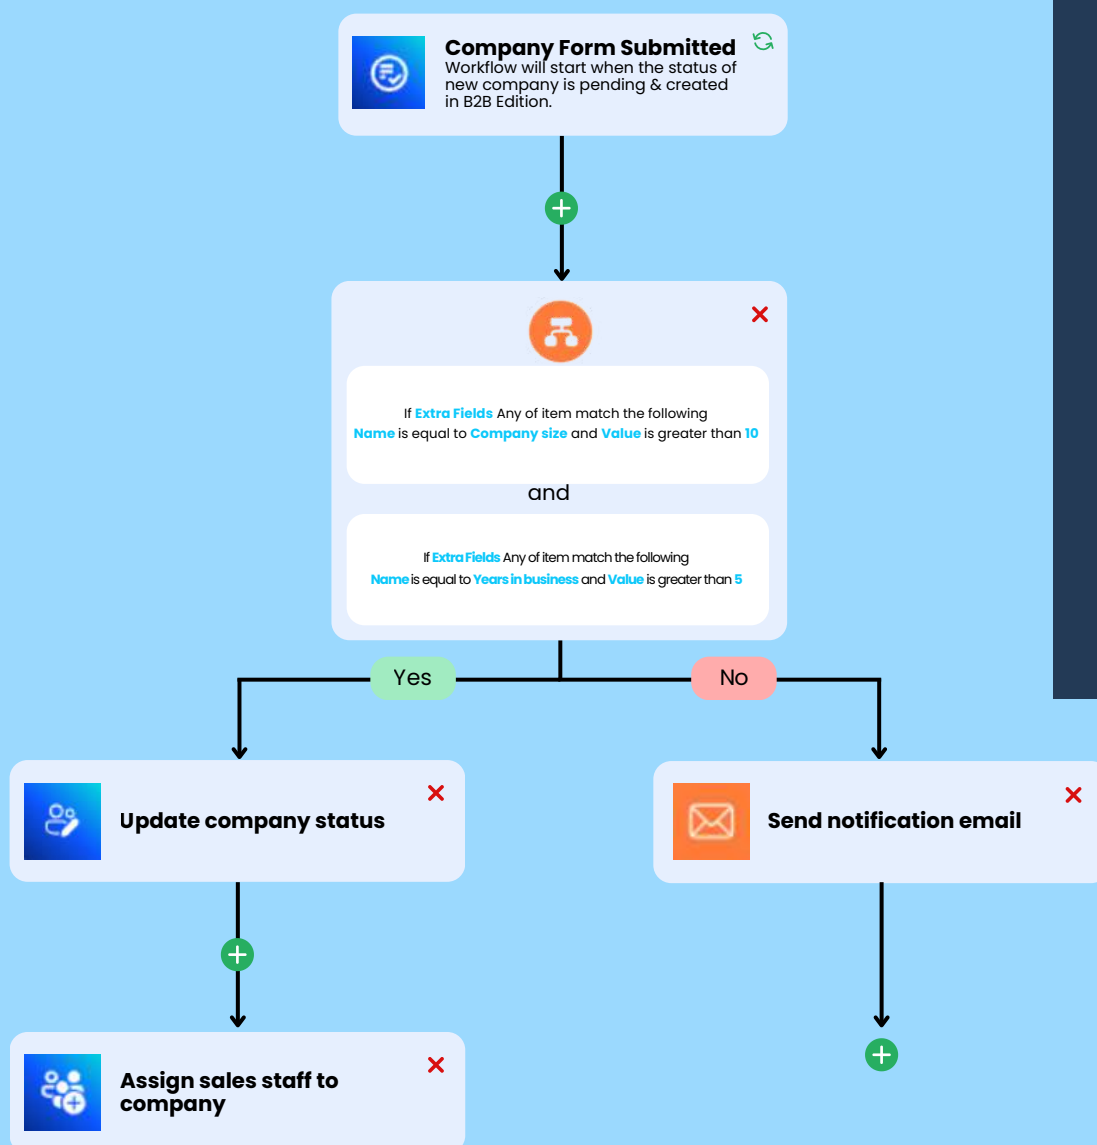 Company Form Submitted
Workflow will start when the status of
new company is pending & created
in B2B Edition.
If Extra Fields Any of item match the following
Name is equal to Company size and Value is greater than 10
and
If Extra Fields Any of item match the following
Name is equal to Years in business and Value is greater than 5
Yes
No
Update company status
Send notification email
Assign sales staff to
company